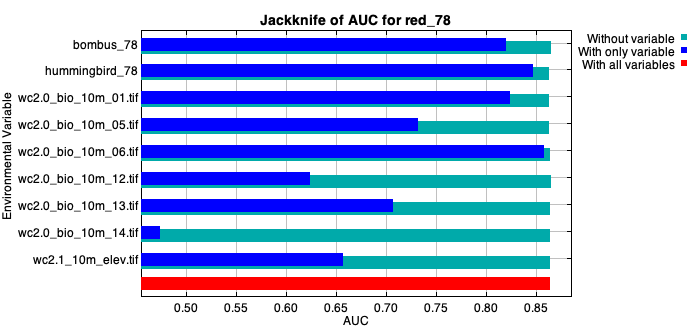 Jackknife of AUC for red_78
Without variable
With only variable
With all variables
Environmental Variable
bombus_78
hummingbird_78
wc2.0_bio_10m_01.tif
wc2.0_bio_10m_05.tif
wc2.0_bio_10m_06.tif
wc2.0_bio_10m_12.tif
wc2.0_bio_10m_13.tif
wc2.0_bio_10m_14.tif
wc2.1_10m_elev.tif
0.50 0.55 0.60 0.65 0.70 0.75 0.80 0.85
AUC